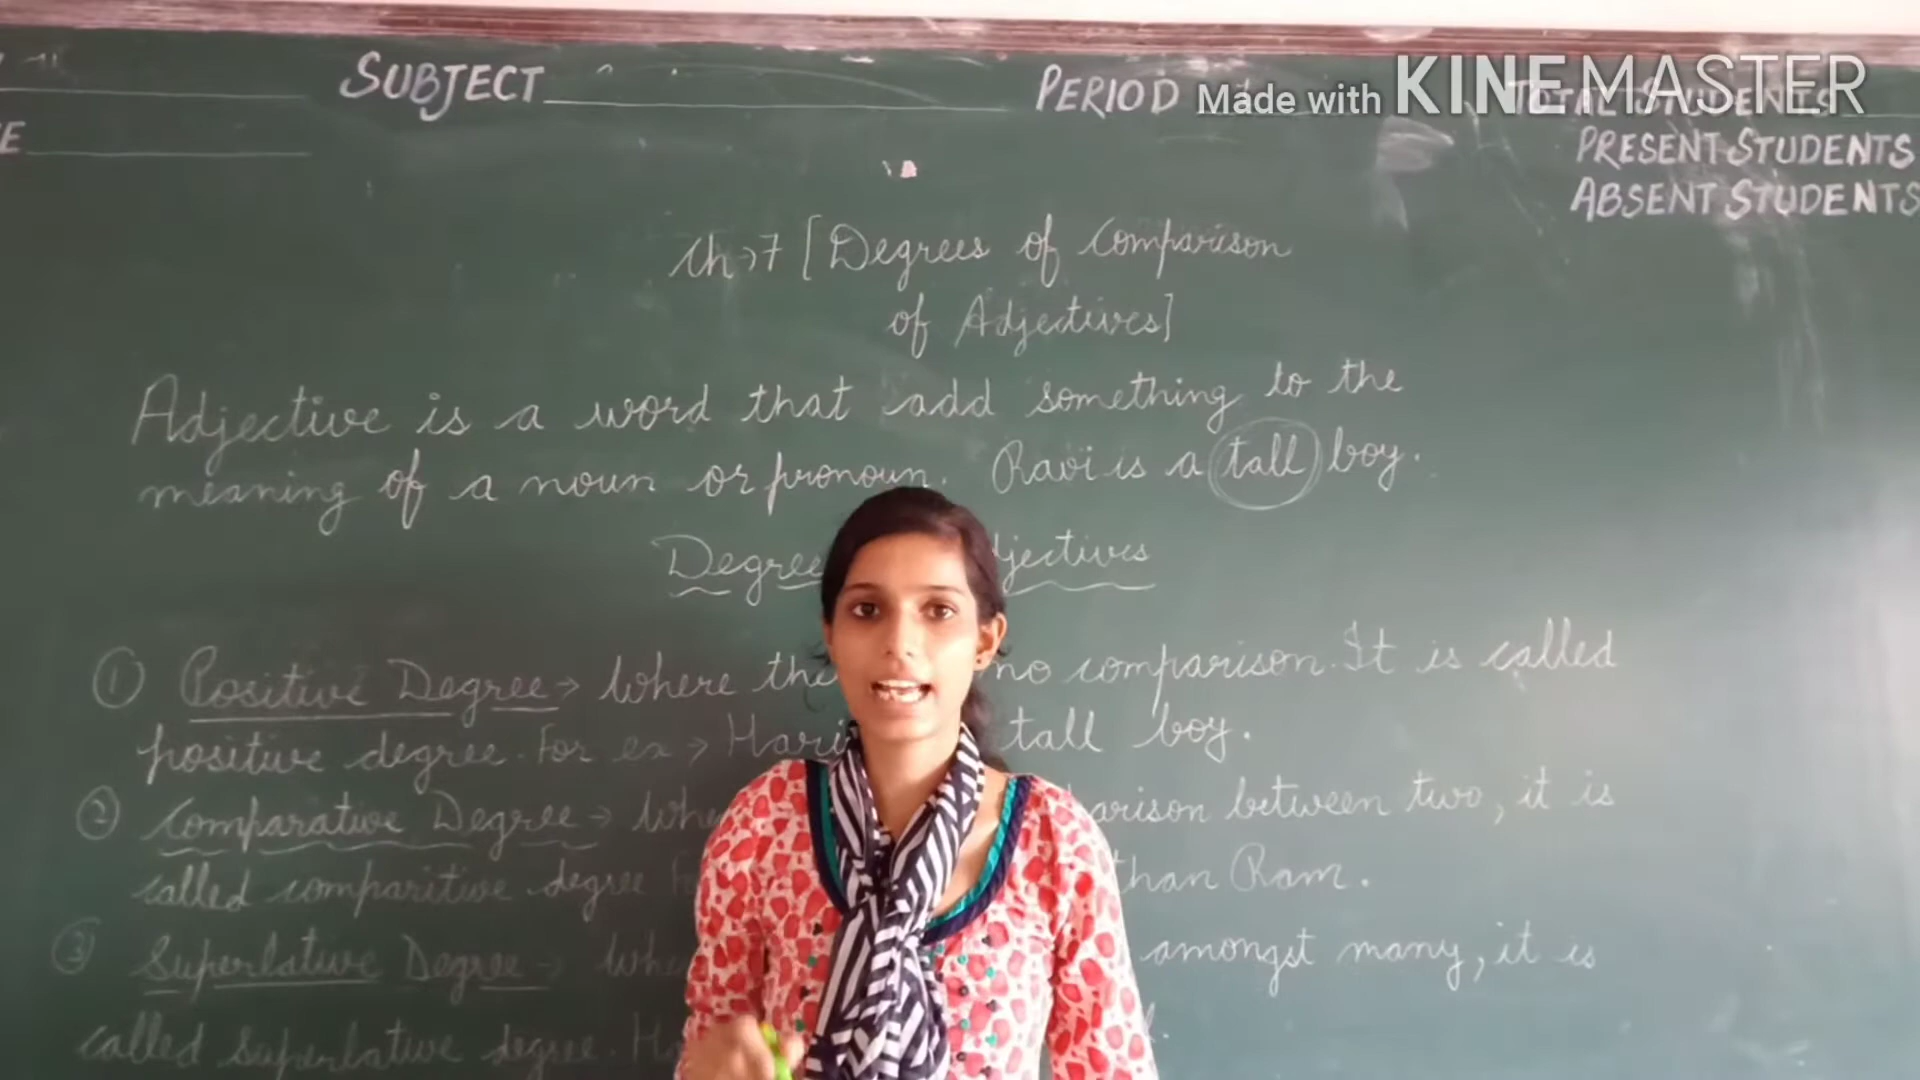 SUBJECT PERIOD TOTAL STUDENTS
Made with KINEMASTER
E PRESENT STUDENTS
ABSENT STUDENTS
Ch→7 [Degrees of Comparison
of Adjectives]
Adjective is a word that add something to the
meaning of a noun or pronoun. Ravi is a tall boy.
Degree djectives
① Positive Degree → Where the no comparison. It is called
positive degree. For ex → Hari tall boy.
② Comparative Degree → Whe arison between two, it is
called comparitive degree than Ram.
③ Superlative Degree → Whe amongst many, it is
called superlative degree. Ha